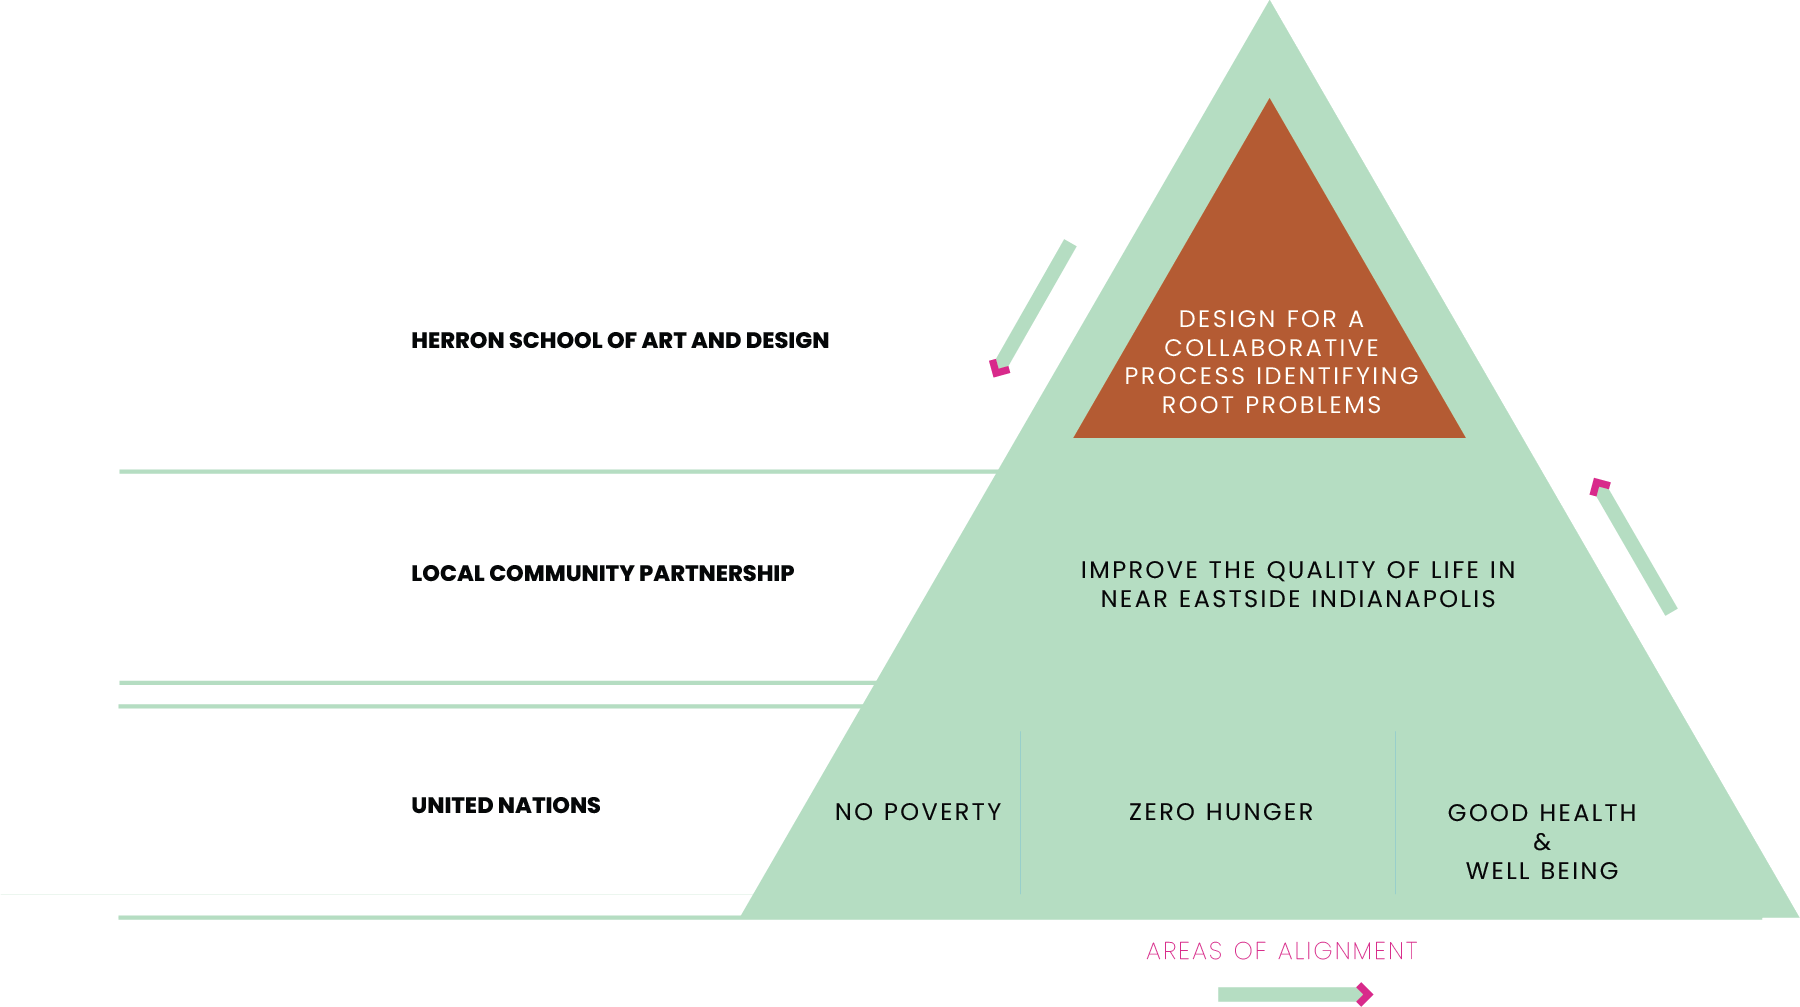 HERRON SCHOOL OF ART AND DESIGN
DESIGN FOR A
COLLABORATIVE
PROCESS IDENTIFYING
ROOT PROBLEMS
LOCAL COMMUNITY PARTNERSHIP
IMPROVE THE QUALITY OF LIFE IN
NEAR EASTSIDE INDIANAPOLIS
UNITED NATIONS
NO POVERTY
ZERO HUNGER
GOOD HEALTH
&
WELL BEING
AREAS OF ALIGNMENT